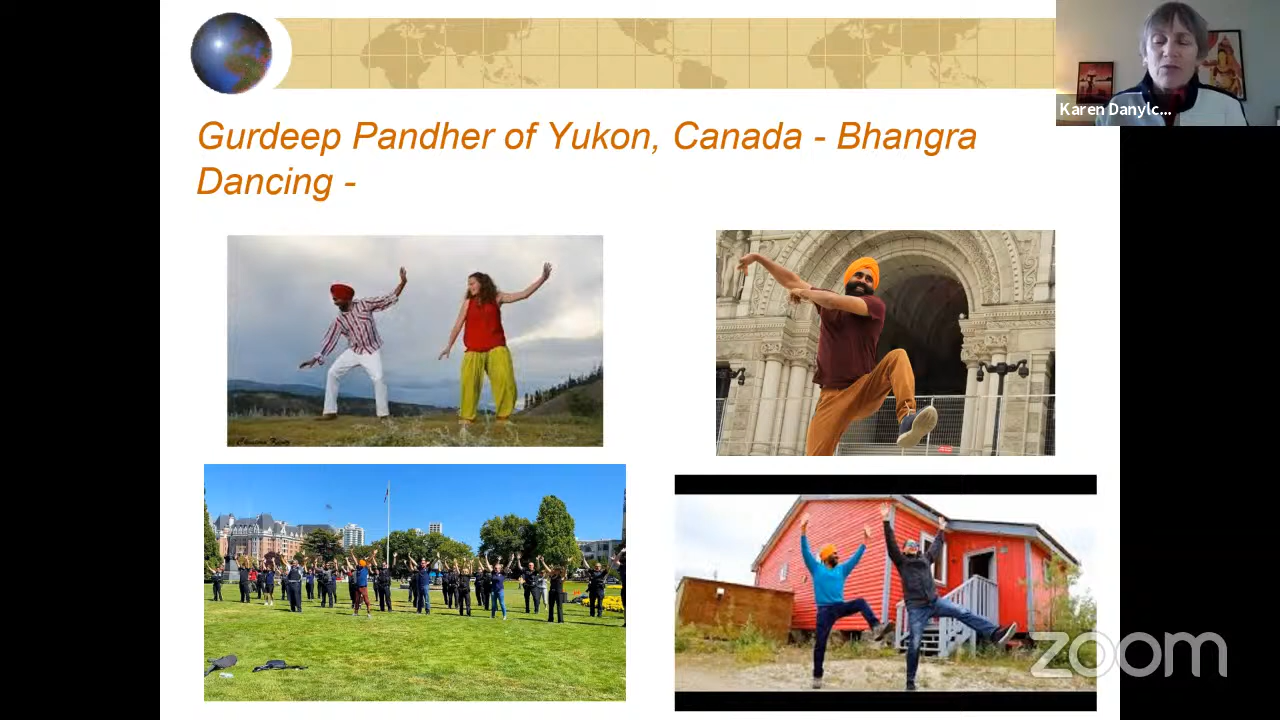 Gurdeep Pandher of Yukon, Canada - Bhangra
Dancing -
Karen Danylc...
zoom